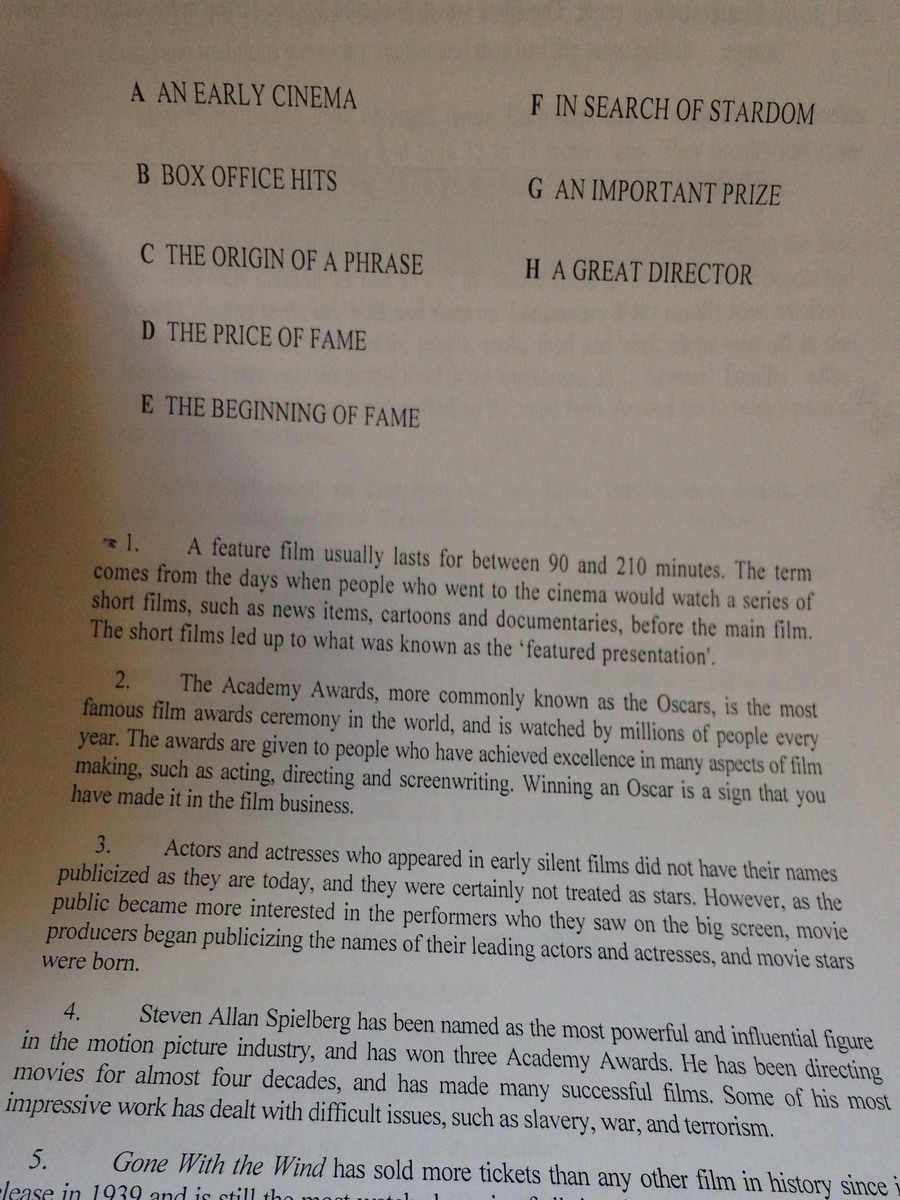 A AN EARLY CINEMA
B BOX OFFICE HITS
C THE ORIGIN OF A PHRASE
D THE PRICE OF FAME
E THE BEGINNING OF FAME
F IN SEARCH OF STARDOM
G AN IMPORTANT PRIZE
H A GREAT DIRECTOR
1. A feature film usually lasts for between 90 and 210 minutes. The term
comes from the days when people who went to the cinema would watch a series of
short films, such as news items, cartoons and documentaries, before the main film.
The short films led up to what was known as the 'featured presentation'.
2. The Academy Awards, more commonly known as the Oscars, is the most
famous film awards ceremony in the world, and is watched by millions of people every
year. The awards are given to people who have achieved excellence in many aspects of film
making, such as acting, directing and screenwriting. Winning an Oscar is a sign that you
have made it in the film business.
3. Actors and actresses who appeared in early silent films did not have their names
publicized as they are today, and they were certainly not treated as stars. However, as the
public became more interested in the performers who they saw on the big screen, movie
producers began publicizing the names of their leading actors and actresses, and movie stars
were born.
4. Steven Allan Spielberg has been named as the most powerful and influential figure
in the motion picture industry, and has won three Academy Awards. He has been directing
movies for almost four decades, and has made many successful films. Some of his most
impressive work has dealt with difficult issues, such as slavery, war, and terrorism.
5. Gone With the Wind has sold more tickets than any other film in history since
in 1939 and is still the most